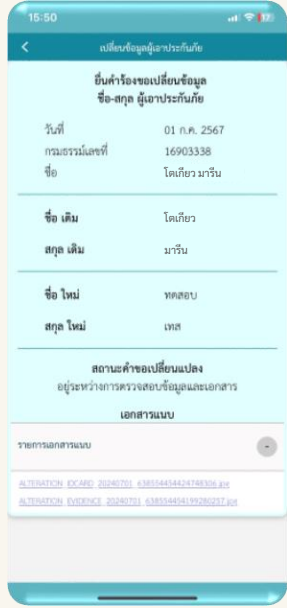 15:50
เปลี่ยนข้อมูลผู้เอาประกันภัย
ยื่นคำร้องขอเปลี่ยนข้อมูล
ชื่อ-สกุล ผู้เอาประกันภัย
วันที่ 01 ก.ค. 2567
กรมธรรม์เลขที่ 16903338
ชื่อ โตเกียว มารีน
ชื่อ เดิม โตเกียว
สกุล เดิม มารีน
ชื่อ ใหม่ ทดสอบ
สกุล ใหม่ เทส
สถานะคำขอเปลี่ยนแปลง
อยู่ระหว่างการตรวจสอบข้อมูลและเอกสาร
เอกสารแนบ
รายการเอกสารแนบ -
ALTERATION IDCARD 20240701
ALTERATION EVIDENCE 20240701